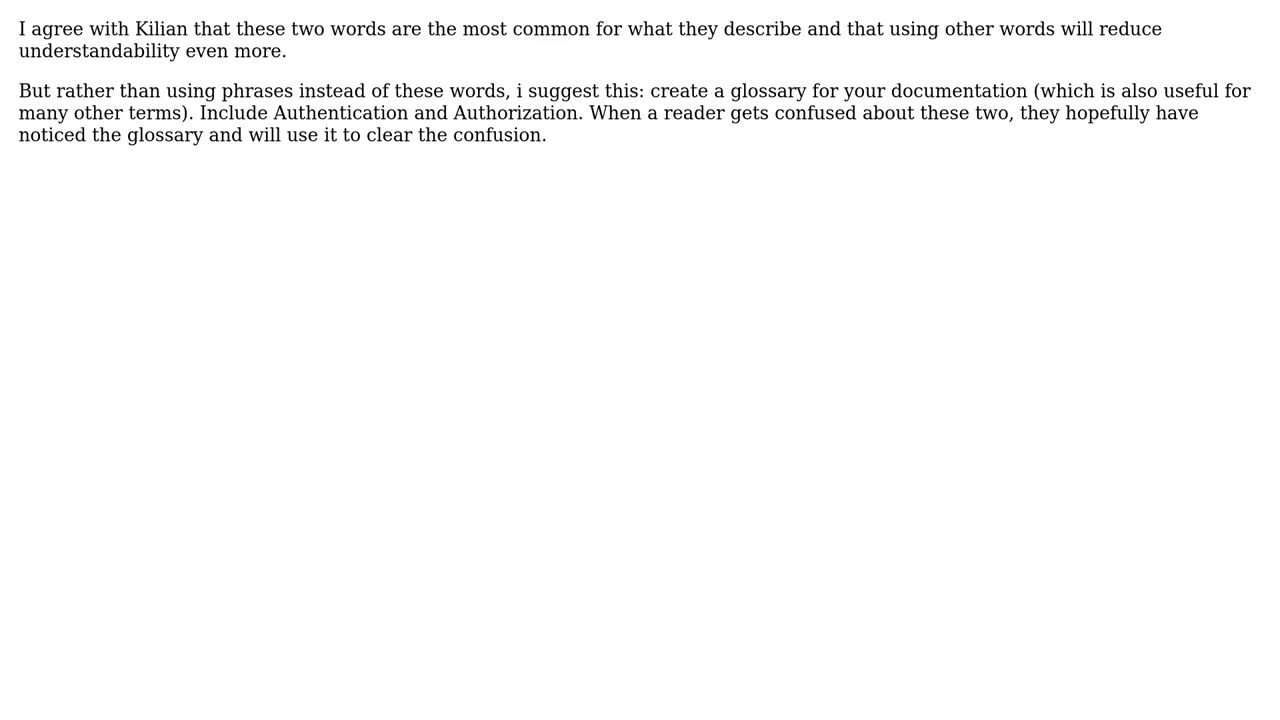 I agree with Kilian that these two words are the most common for what they describe and that using other words will reduce
understandability even more.
But rather than using phrases instead of these words, i suggest this: create a glossary for your documentation (which is also useful for
many other terms). Include Authentication and Authorization. When a reader gets confused about these two, they hopefully have
noticed the glossary and will use it to clear the confusion.